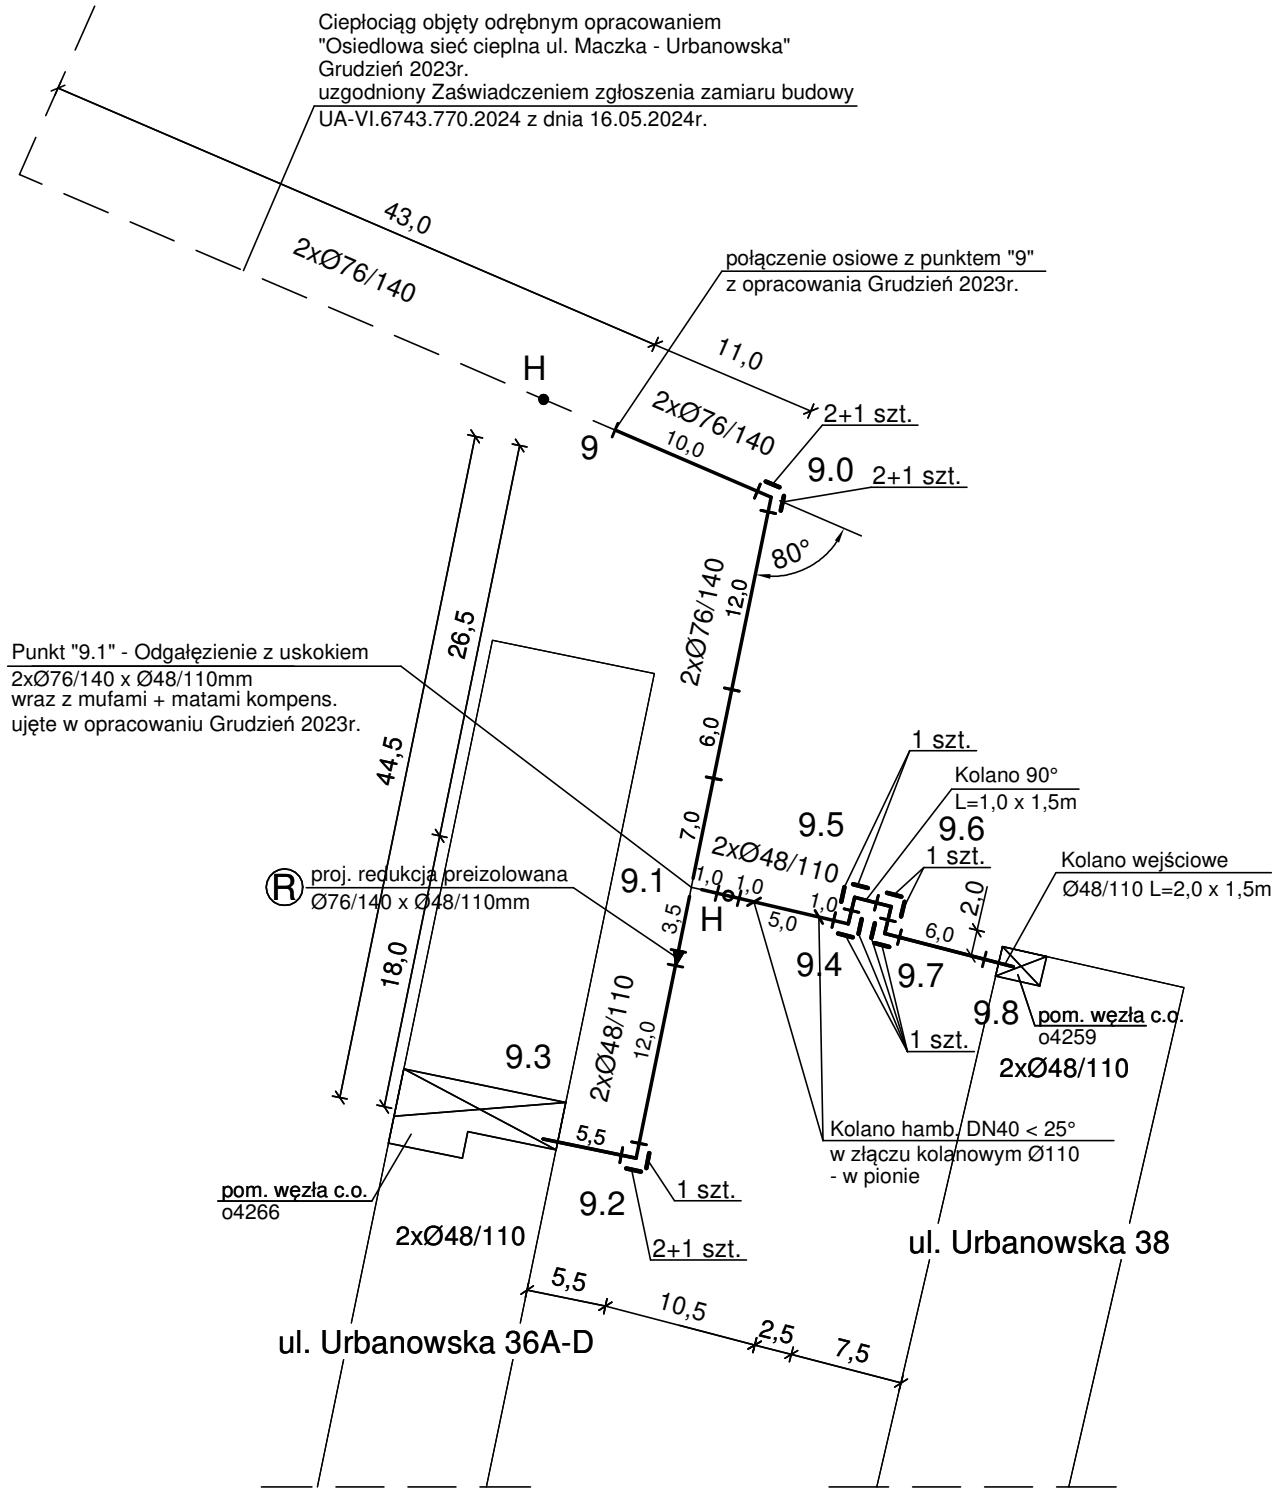 Ciepłociąg objęty odrębnym opracowaniem
"Osiedlowa sieć cieplna ul. Maczka - Urbanowska"
Grudzień 2023r.
uzgodniony Zaświadczeniem zgłoszenia zamiaru budowy
UA-VI.6743.770.2024 z dnia 16.05.2024r.
43,0
2xØ76/140
połączenie osiowe z punktem "9"
z opracowania Grudzień 2023r.
11,0
H
2xØ76/140
2+1 szt.
9
10,0
9.0
2+1 szt.
80°
2xØ76/140
12,0
26,5
Punkt "9.1" - Odgałęzienie z uskokiem
2xØ76/140 x Ø48/110mm
wraz z mufami + matami kompens.
ujęte w opracowaniu Grudzień 2023r.
44,5
6,0
1 szt.
Kolano 90°
L=1,0 x 1,5m
7,0
9.5
9.6
2xØ48/110
1 szt.
Kolano wejściowe
Ø48/110 L=2,0 x 1,5m
R
proj. redukcja preizolowana
Ø76/140 x Ø48/110mm
9.1
1,0
1,0
1,0
2,0
H
5,0
3,5
6,0
18,0
9.4
9.7
9.8
pom. węzła c.o.
o4259
2xØ48/110
1 szt.
2xØ48/110
12,0
9.3
5,5
Kolano hamb. DN40 < 25°
w złączu kolanowym Ø110
- w pionie
pom. węzła c.o.
o4266
9.2
1 szt.
2xØ48/110
2+1 szt.
ul. Urbanowska 38
5,5
10,5
2,5
7,5
ul. Urbanowska 36A-D